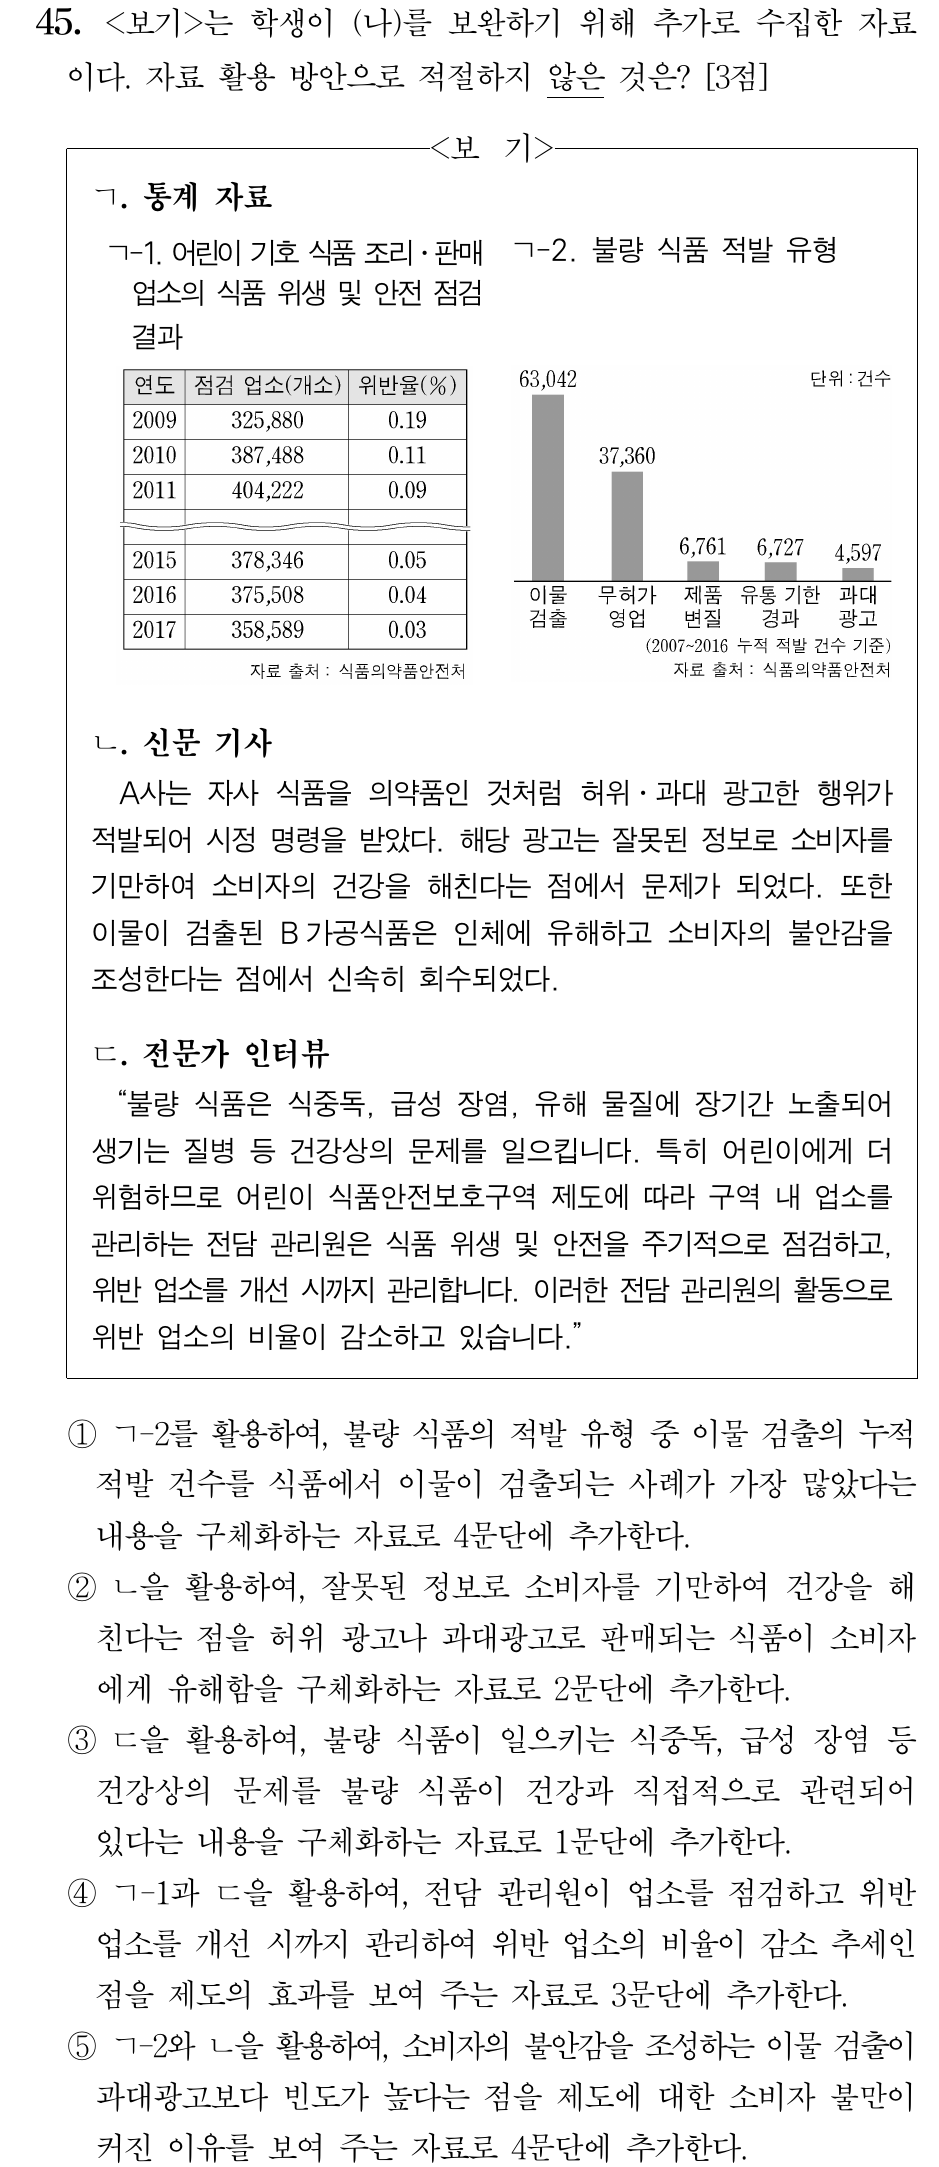 45. <보기>는 학생이 (나)를 보완하기 위해 추가로 수집한 자료
이다. 자료 활용 방안으로 적절하지 않은 것은? [3점]
<보 기>
ㄱ. 통계 자료
ㄱ-1. 어린이 기호 식품 조리·판매
업소의 식품 위생 및 안전 점검
결과
연도 점검 업소(개소) 위반율(%)
2009 325,880 0.19
2010 387,488 0.11
2011 404,222 0.09
2015 378,346 0.05
2016 375,508 0.04
2017 358,589 0.03
자료 출처 : 식품의약품안전처
ㄱ-2. 불량 식품 적발 유형
단위 : 건수
63,042 37,360 6,761 6,727 4,597
이물 무허가 제품 유통 기한 과대
검출 영업 변질 경과 광고
(2007~2016 누적 적발 건수 기준)
자료 출처 : 식품의약품안전처
ㄴ. 신문 기사
A사는 자사 식품을 의약품인 것처럼 허위·과대 광고한 행위가
적발되어 시정 명령을 받았다. 해당 광고는 잘못된 정보로 소비자를
기만하여 소비자의 건강을 해친다는 점에서 문제가 되었다. 또한
이물이 검출된 B가공식품은 인체에 유해하고 소비자의 불안감을
조성한다는 점에서 신속히 회수되었다.
ㄷ. 전문가 인터뷰
“불량 식품은 식중독, 급성 장염, 유해 물질에 장기간 노출되어
생기는 질병 등 건강상의 문제를 일으킵니다. 특히 어린이에게 더
위험하므로 어린이 식품안전보호구역 제도에 따라 구역 내 업소를
관리하는 전담 관리원은 식품 위생 및 안전을 주기적으로 점검하고,
위반 업소를 개선 시까지 관리합니다. 이러한 전담 관리원의 활동으로
위반 업소의 비율이 감소하고 있습니다.”
① ㄱ-2를 활용하여, 불량 식품의 적발 유형 중 이물 검출의 누적
적발 건수를 식품에서 이물이 검출되는 사례가 가장 많았다는
내용을 구체화하는 자료로 4문단에 추가한다.
② ㄴ을 활용하여, 잘못된 정보로 소비자를 기만하여 건강을 해
친다는 점을 허위 광고나 과대광고로 판매되는 식품이 소비자
에게 유해함을 구체화하는 자료로 2문단에 추가한다.
③ ㄷ을 활용하여, 불량 식품이 일으키는 식중독, 급성 장염 등
건강상의 문제를 불량 식품이 건강과 직접적으로 관련되어
있다는 내용을 구체화하는 자료로 1문단에 추가한다.
④ ㄱ-1과 ㄷ을 활용하여, 전담 관리원이 업소를 점검하고 위반
업소를 개선 시까지 관리하여 위반 업소의 비율이 감소 추세인
점을 제도의 효과를 보여 주는 자료로 3문단에 추가한다.
⑤ ㄱ-2와 ㄴ을 활용하여, 소비자의 불안감을 조성하는 이물 검출이
과대광고보다 빈도가 높다는 점을 제도에 대한 소비자 불만이
커진 이유를 보여 주는 자료로 4문단에 추가한다.